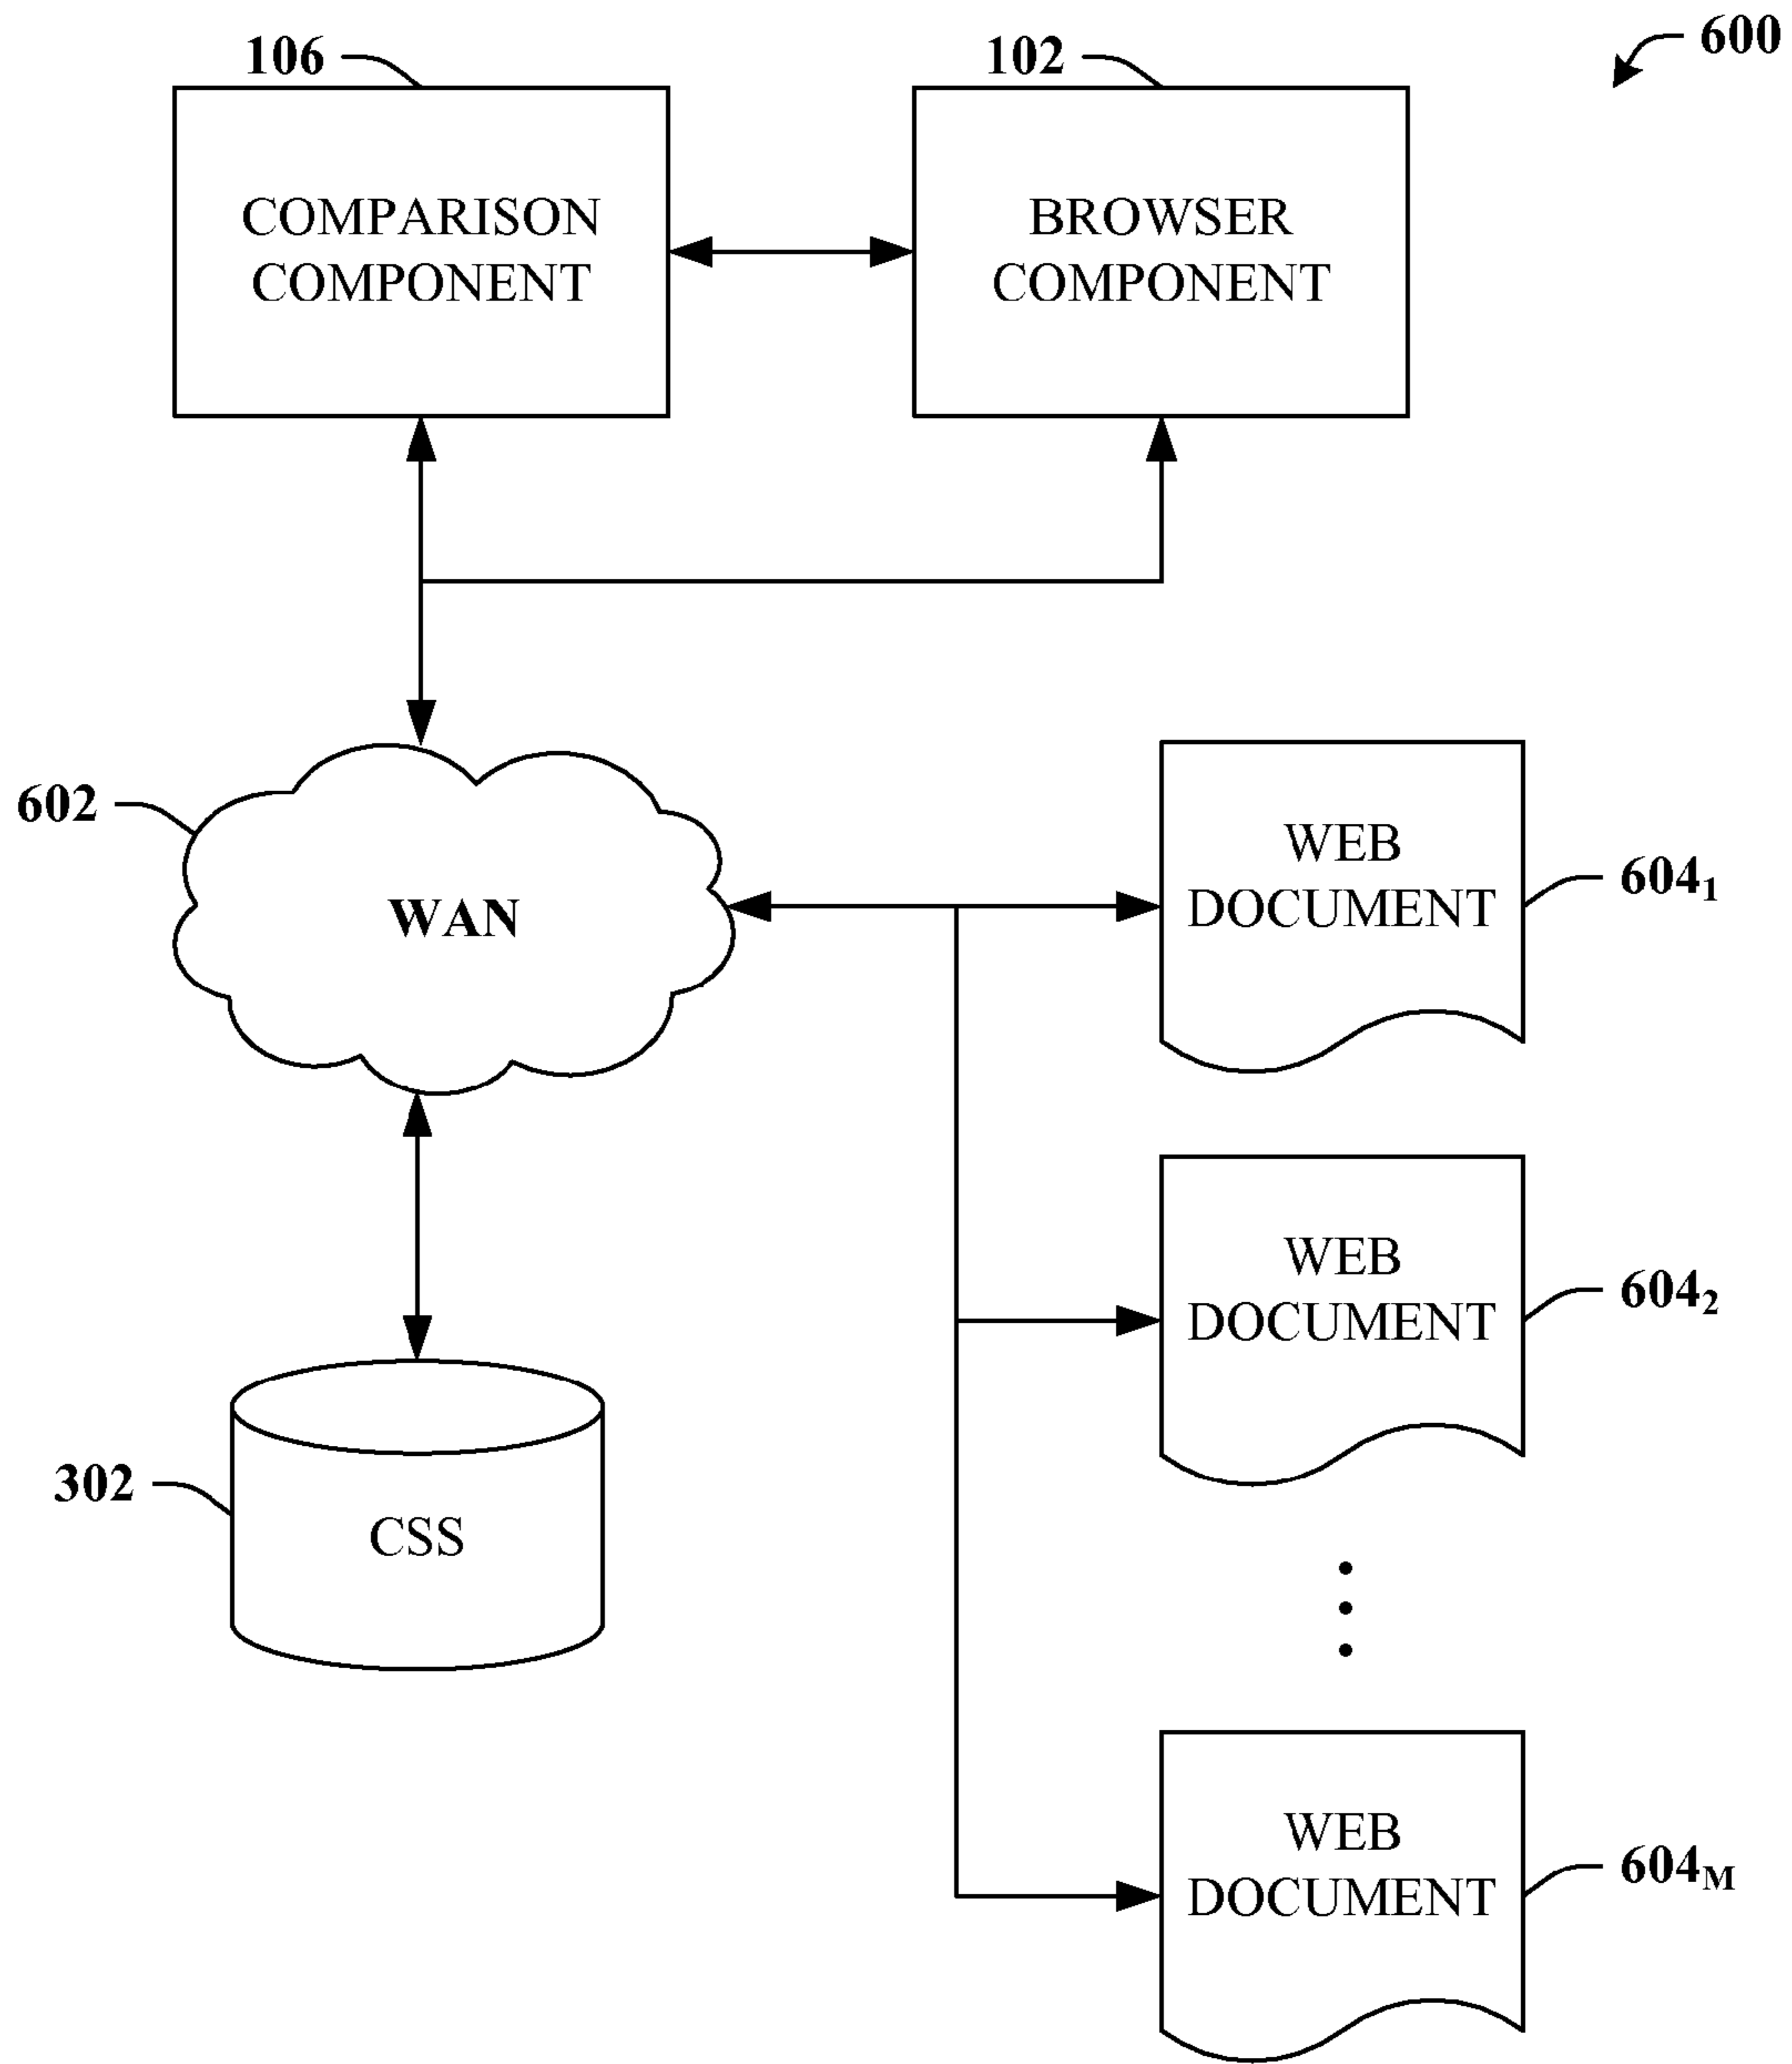 600
106
102
COMPARISON
COMPONENT
BROWSER
COMPONENT
602
WAN
WEB
DOCUMENT
604₁
WEB
DOCUMENT
604₂
302
CSS
WEB
DOCUMENT
604M